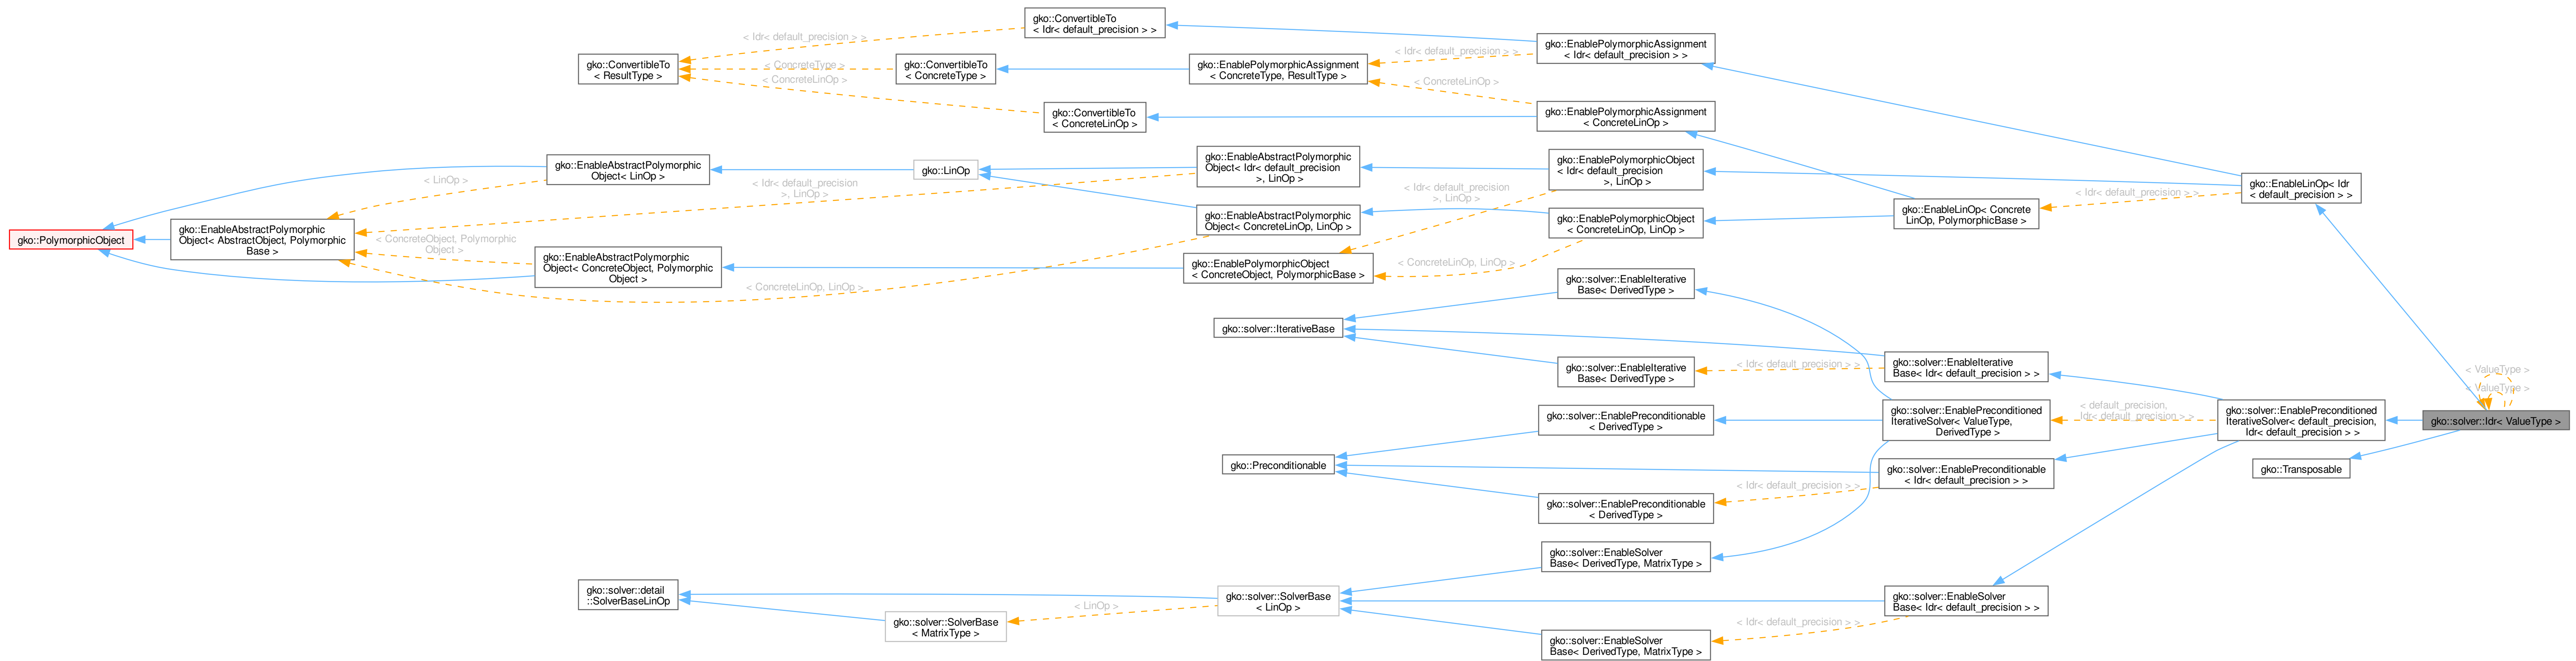 gko::ConvertibleTo
< Idr< default_precision > >
< Idr< default_precision > >
gko::EnablePolymorphicAssignment
< Idr< default_precision > >
< Idr< default_precision > >
gko::ConvertibleTo
< ResultType >
< ConcreteType >
gko::ConvertibleTo
< ConcreteType >
gko::EnablePolymorphicAssignment
< ConcreteType, ResultType >
< ConcreteLinOp >
< ConcreteLinOp >
gko::ConvertibleTo
< ConcreteLinOp >
gko::EnablePolymorphicAssignment
< ConcreteLinOp >
gko::EnableAbstractPolymorphic
Object< LinOp >
gko::LinOp
gko::EnableAbstractPolymorphic
Object< Idr< default_precision
>, LinOp >
gko::EnablePolymorphicObject
< Idr< default_precision
>, LinOp >
gko::EnableLinOp< Idr
< default_precision > >
< LinOp >
< Idr< default_precision
>, LinOp >
< Idr< default_precision
>, LinOp >
< Idr< default_precision > >
gko::EnableLinOp< Concrete
LinOp, PolymorphicBase >
gko::EnableAbstractPolymorphic
Object< ConcreteLinOp, LinOp >
gko::EnablePolymorphicObject
< ConcreteLinOp, LinOp >
gko::PolymorphicObject
gko::EnableAbstractPolymorphic
Object< AbstractObject, Polymorphic
Base >
< ConcreteObject, Polymorphic
Object >
gko::EnableAbstractPolymorphic
Object< ConcreteObject, Polymorphic
Object >
gko::EnablePolymorphicObject
< ConcreteObject, PolymorphicBase >
< ConcreteLinOp, LinOp >
< ConcreteLinOp, LinOp >
gko::solver::EnableIterative
Base< DerivedType >
gko::solver::IterativeBase
gko::solver::EnableIterative
Base< DerivedType >
< Idr< default_precision > >
gko::solver::EnableIterative
Base< Idr< default_precision > >
< ValueType >
< ValueType >
gko::solver::EnablePreconditionable
< DerivedType >
gko::solver::EnablePreconditioned
IterativeSolver< ValueType,
DerivedType >
< default_precision,
Idr< default_precision > >
gko::solver::EnablePreconditioned
IterativeSolver< default_precision,
Idr< default_precision > >
gko::solver::Idr< ValueType >
gko::Preconditionable
gko::solver::EnablePreconditionable
< Idr< default_precision > >
gko::Transposable
< Idr< default_precision > >
gko::solver::EnablePreconditionable
< DerivedType >
gko::solver::EnableSolver
Base< DerivedType, MatrixType >
gko::solver::detail
::SolverBaseLinOp
gko::solver::SolverBase
< LinOp >
gko::solver::EnableSolver
Base< Idr< default_precision > >
< LinOp >
gko::solver::SolverBase
< MatrixType >
< Idr< default_precision > >
gko::solver::EnableSolver
Base< DerivedType, MatrixType >